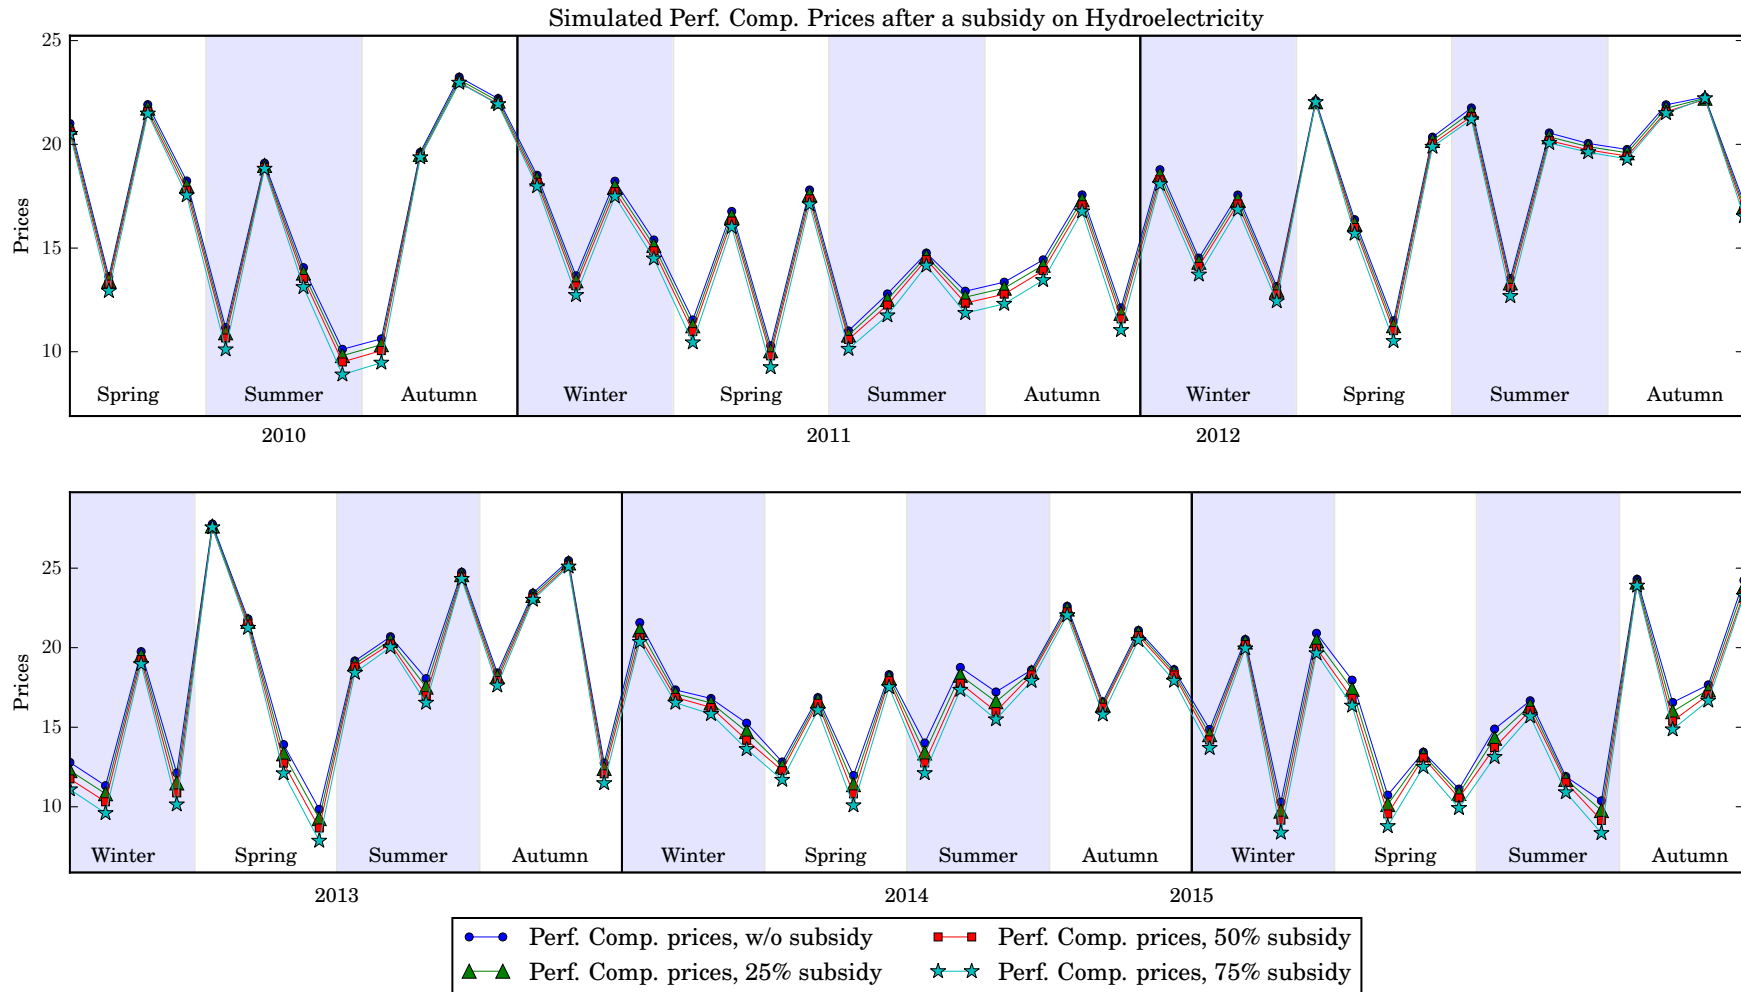 Simulated Perf. Comp. Prices after a subsidy on Hydroelectricity
Prices
25
20
15
10
Spring Summer Autumn Winter Spring Summer Autumn Winter Spring Summer Autumn
2010 2011 2012
Prices
25
20
15
10
Winter Spring Summer Autumn Winter Spring Summer Autumn Winter Spring Summer Autumn
2013 2014 2015
Perf. Comp. prices, w/o subsidy Perf. Comp. prices, 50% subsidy
Perf. Comp. prices, 25% subsidy Perf. Comp. prices, 75% subsidy